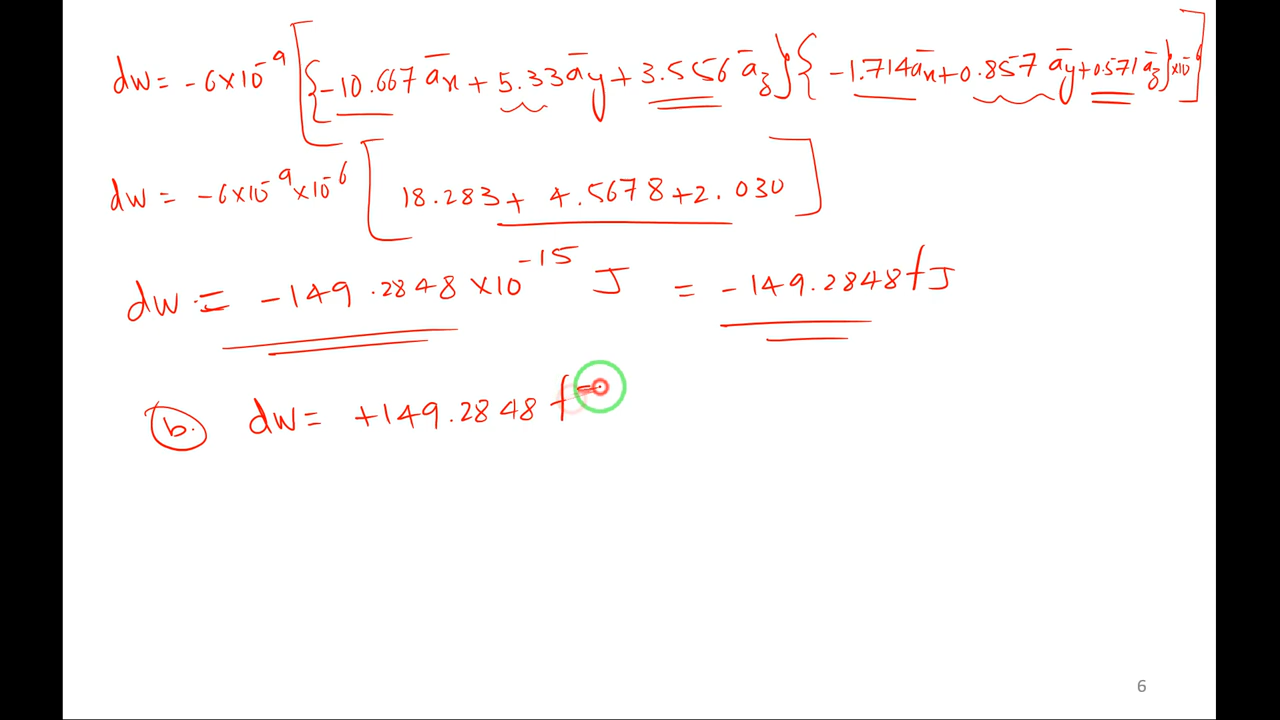 dw = -6×10⁻⁹ [{-10.667 āx + 5.33 āy + 3.556 āz}{-1.714 āx + 0.857 āy + 0.571 āz}×10⁻⁶]
dw = -6×10⁻⁹ ×10⁻⁶ [18.283 + 4.5678 + 2.030]
dw = -149.2848 ×10⁻¹⁵ J = -149.2848 fJ
b. dw = +149.2848 f
6